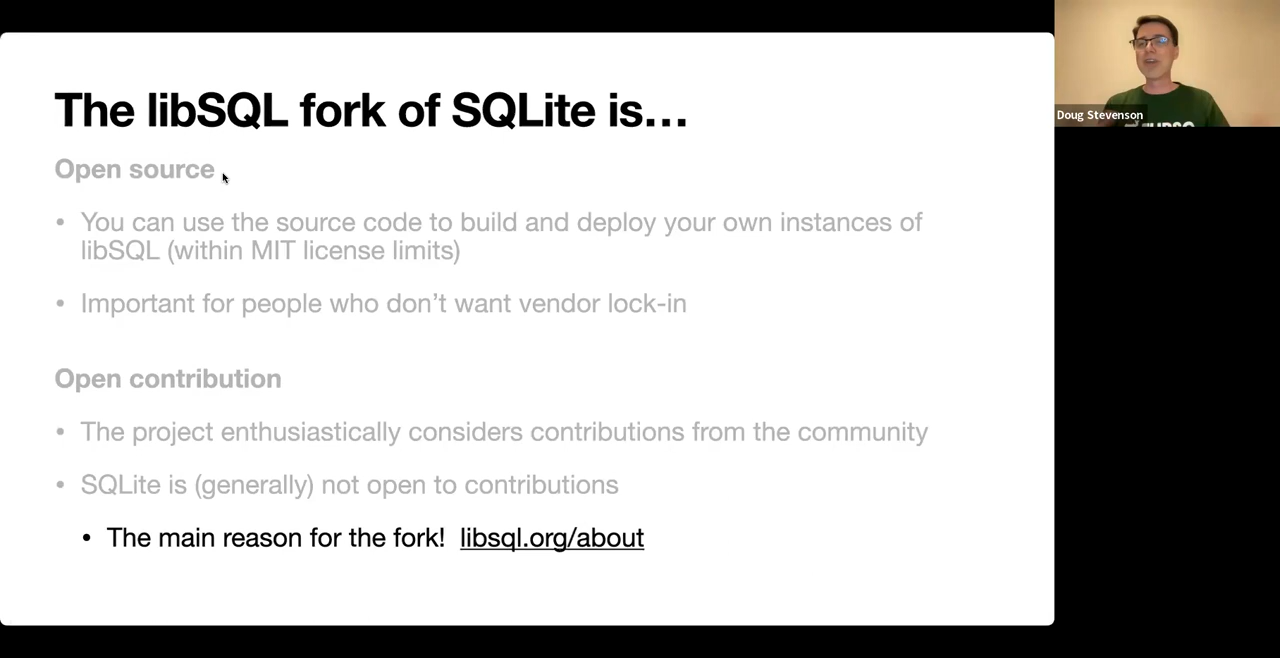 The libSQL fork of SQLite is…
Open source
• You can use the source code to build and deploy your own instances of
libSQL (within MIT license limits)
• Important for people who don’t want vendor lock-in
Open contribution
• The project enthusiastically considers contributions from the community
• SQLite is (generally) not open to contributions
• The main reason for the fork! libsql.org/about
Doug Stevenson